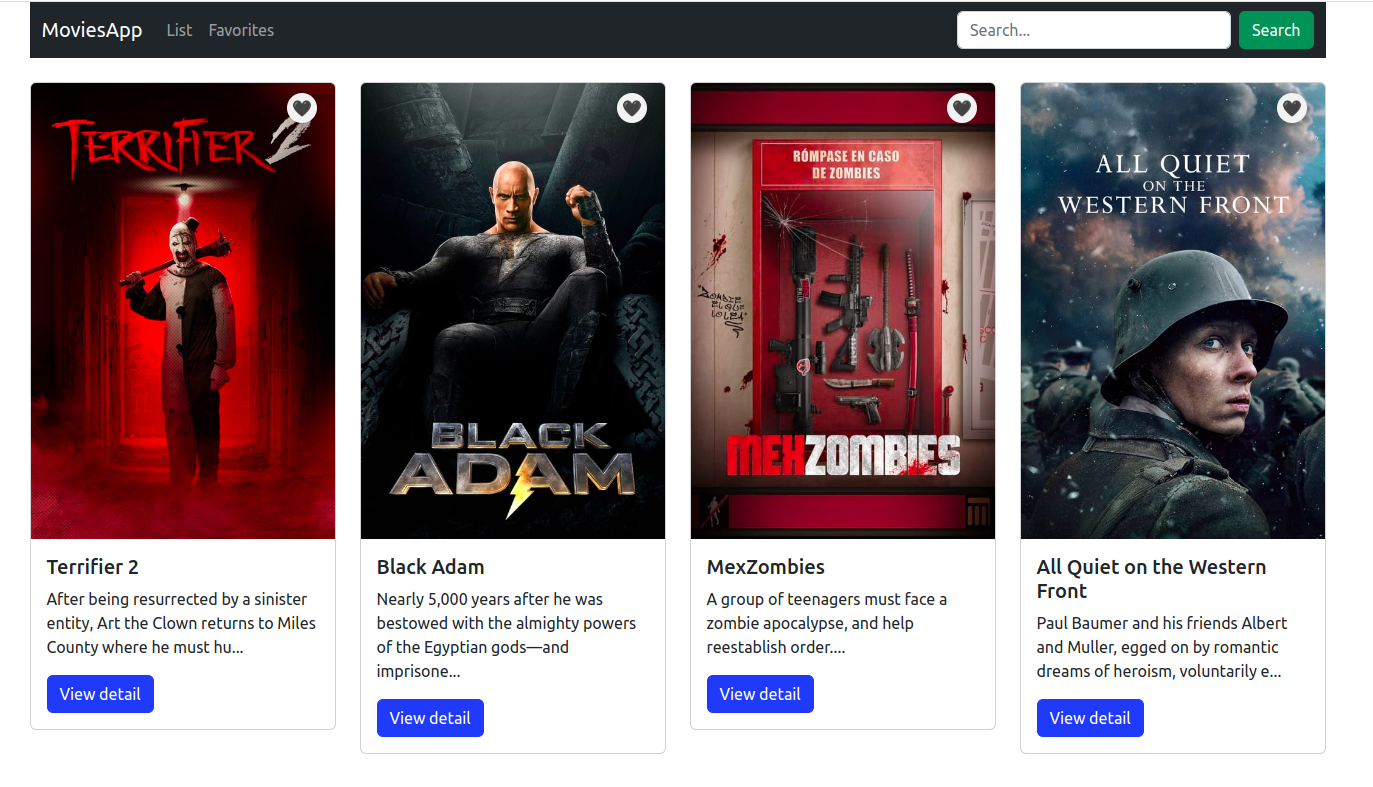 MoviesApp List Favorites Search... Search
TERRIFIER 2
RÓMPASE EN CASO
DE ZOMBIES
"ZOMBIE
EL QUE
LO LEA"
ALL QUIET
ON THE
WESTERN FRONT
BLACK
ADAM
MEXZOMBIES
Terrifier 2
After being resurrected by a sinister
entity, Art the Clown returns to Miles
County where he must hu...
View detail
Black Adam
Nearly 5,000 years after he was
bestowed with the almighty powers
of the Egyptian gods—and
imprisone...
View detail
MexZombies
A group of teenagers must face a
zombie apocalypse, and help
reestablish order....
View detail
All Quiet on the Western
Front
Paul Baumer and his friends Albert
and Muller, egged on by romantic
dreams of heroism, voluntarily e...
View detail